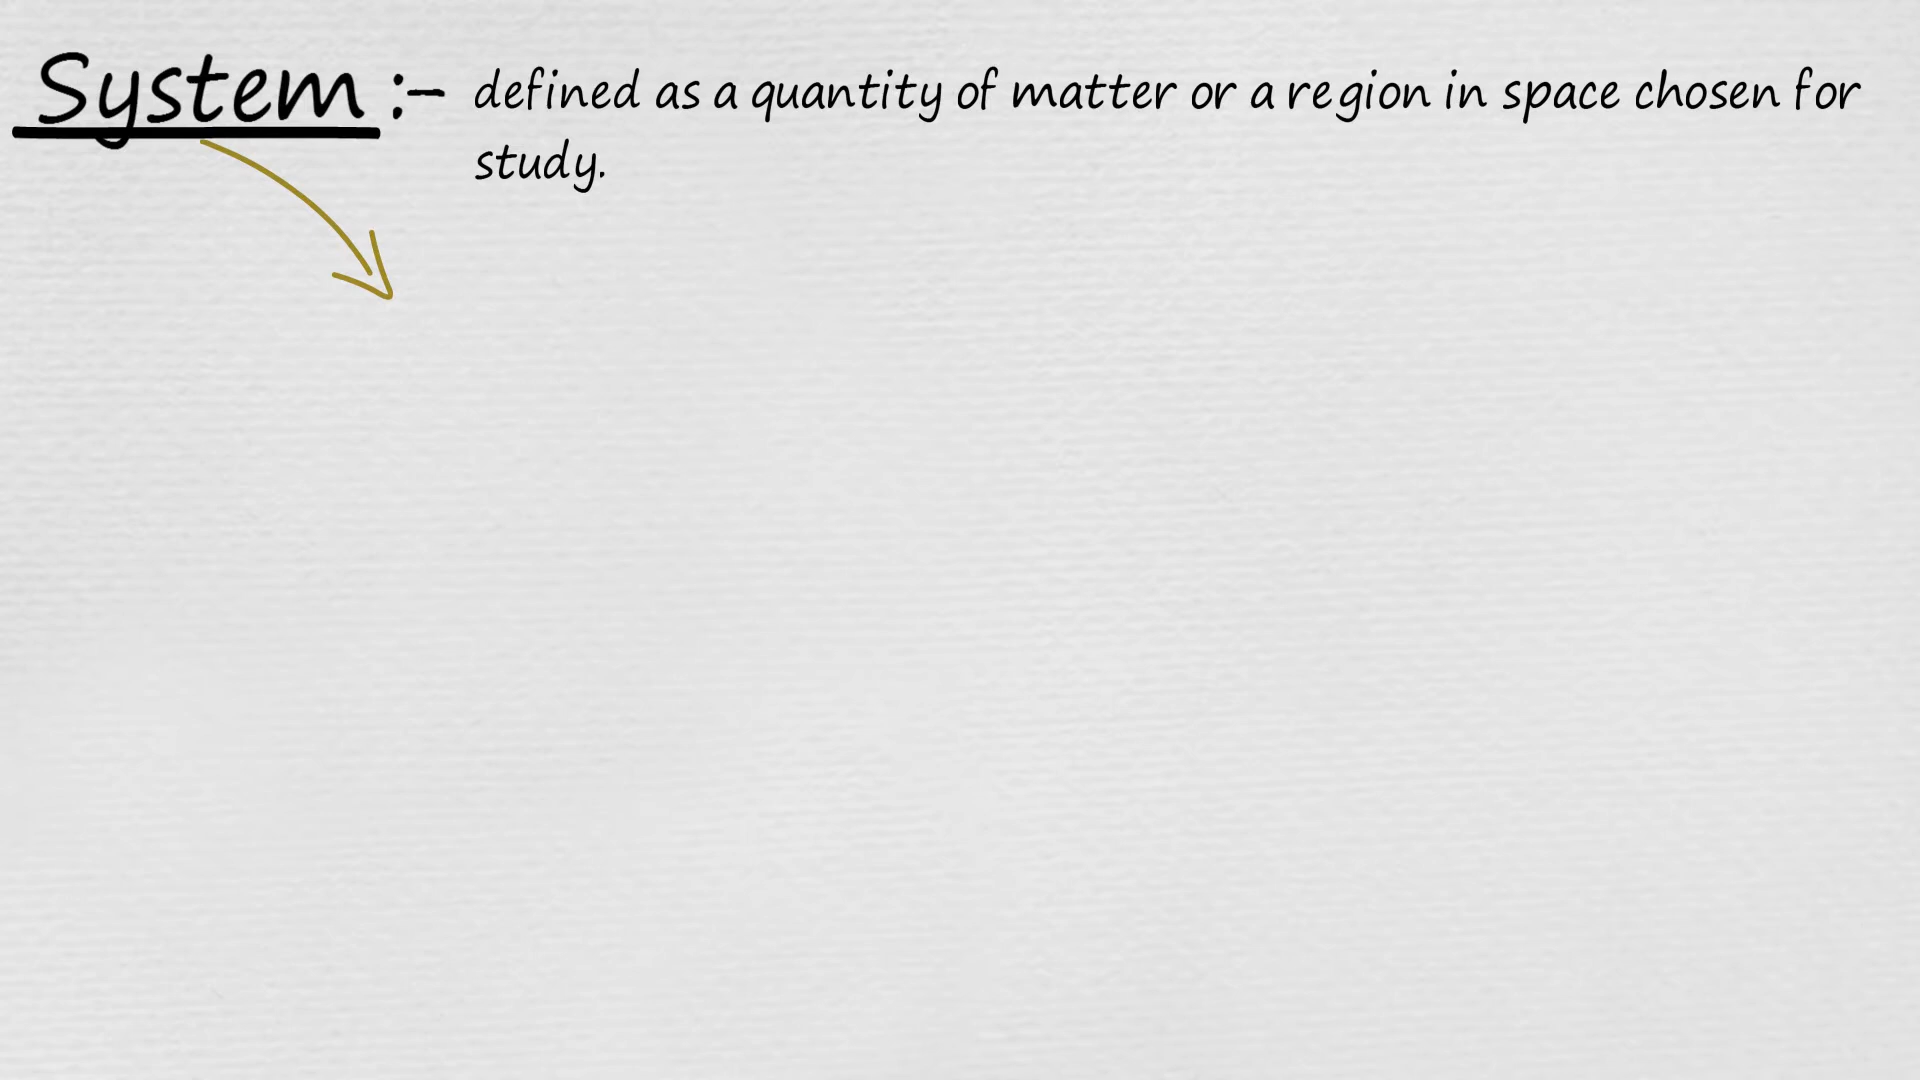 System :- defined as a quantity of matter or a region in space chosen for
study.